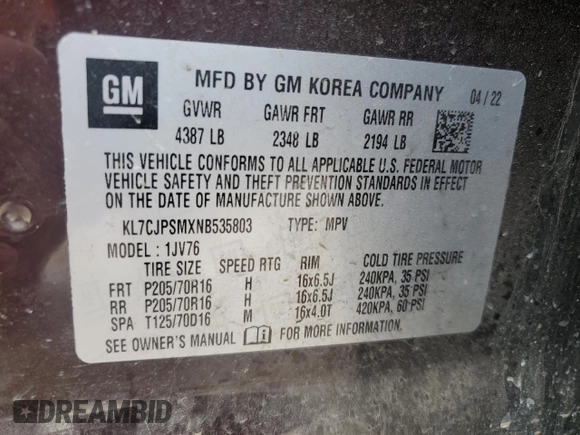 GM
MFD BY GM KOREA COMPANY 04 / 22
GVWR GAWR FRT GAWR RR
4387 LB 2348 LB 2194 LB
THIS VEHICLE CONFORMS TO ALL APPLICABLE U.S. FEDERAL MOTOR
VEHICLE SAFETY AND THEFT PREVENTION STANDARDS IN EFFECT
ON THE DATE OF MANUFACTURE SHOWN ABOVE.
KL7CJPSMXNB535803 TYPE: MPV
MODEL : 1JV76
TIRE SIZE SPEED RTG RIM COLD TIRE PRESSURE
FRT P205/70R16 H 16x6.5J 240KPA, 35 PSI
RR P205/70R16 H 16x6.5J 240KPA, 35 PSI
SPA T125/70D16 M 16x4.0T 420KPA, 60 PSI
SEE OWNER'S MANUAL FOR MORE INFORMATION
DREAMBID